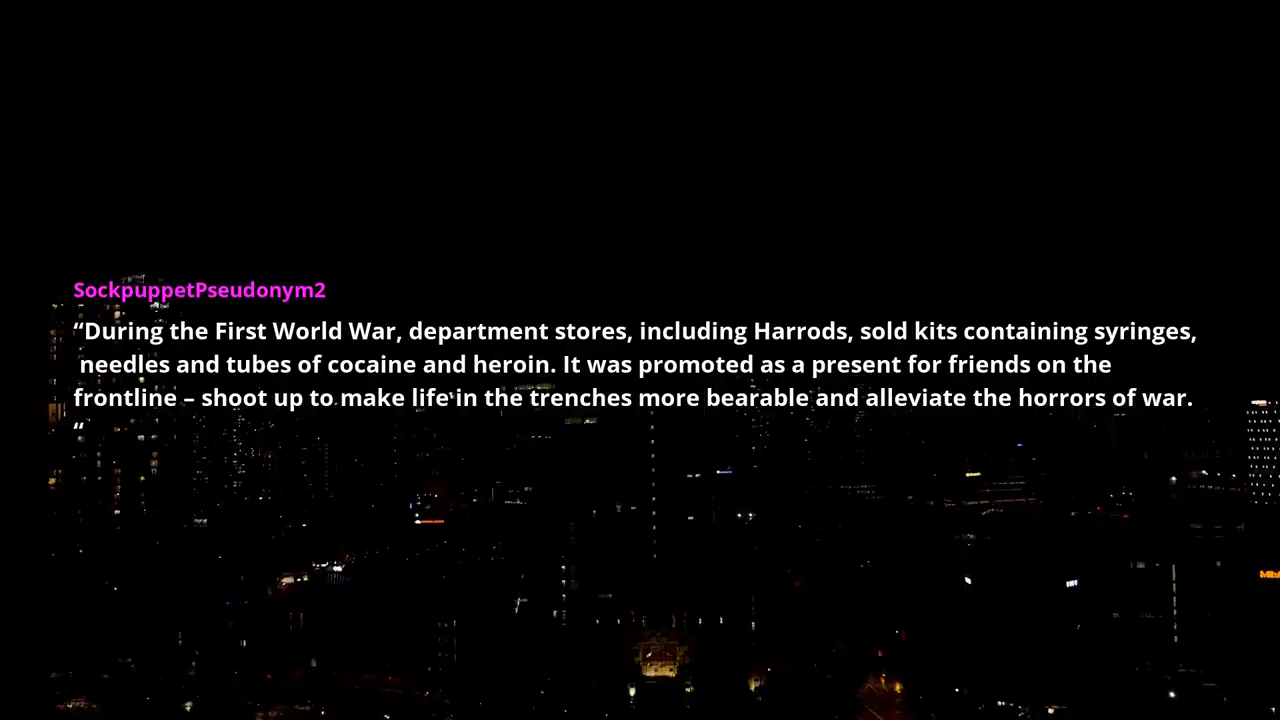 SockpuppetPseudonym2
“During the First World War, department stores, including Harrods, sold kits containing syringes,
needles and tubes of cocaine and heroin. It was promoted as a present for friends on the
frontline – shoot up to make life in the trenches more bearable and alleviate the horrors of war.
“